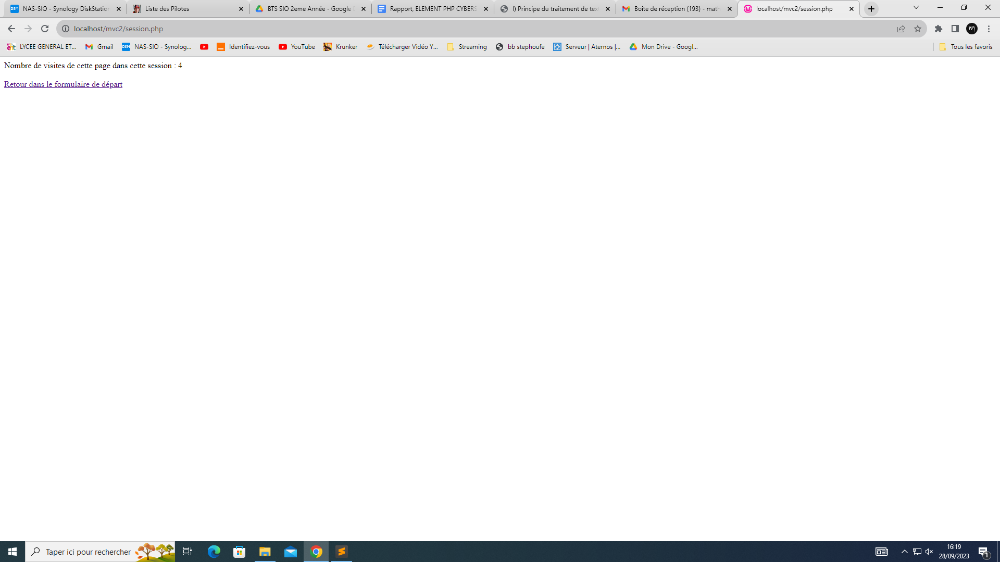 NAS-SIO - Synology DiskStation
Liste des Pilotes
BTS SIO 2eme Année - Google
Rapport, ELEMENT PHP CYBERS
I) Principe du traitement de tex
Boîte de réception (193) - math
localhost/mvc2/session.php
localhost/mvc2/session.php
LYCEE GENERAL ET...
Gmail
NAS-SIO - Synolog...
Identifiez-vous
YouTube
Krunker
Télécharger Vidéo Y...
Streaming
bb stephoufe
Serveur | Aternos |...
Mon Drive - Googl...
Tous les favoris
Nombre de visites de cette page dans cette session : 4
Retour dans le formulaire de départ
Taper ici pour rechercher
16:19
28/09/2023
1